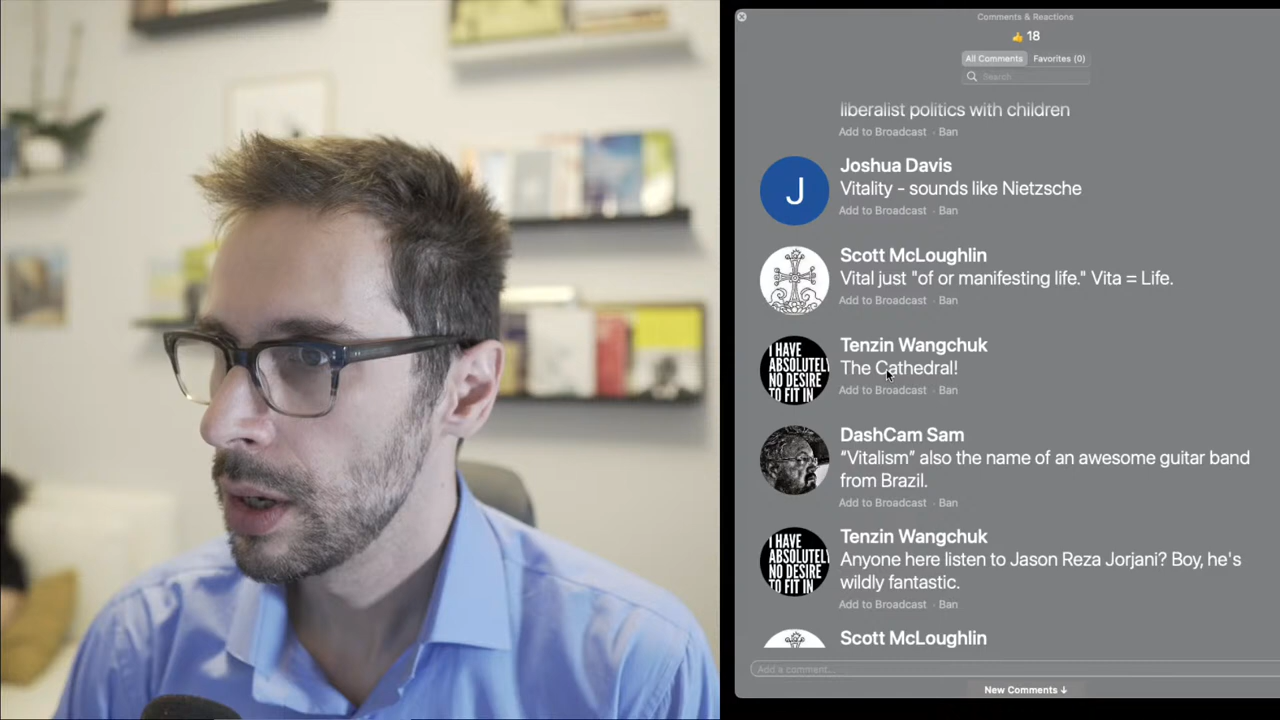 Comments & Reactions
👍 18
All Comments Favorites (0)
Search
liberalist politics with children
Add to Broadcast · Ban
J
Joshua Davis
Vitality - sounds like Nietzsche
Add to Broadcast · Ban
Scott McLoughlin
Vital just "of or manifesting life." Vita = Life.
Add to Broadcast · Ban
I HAVE
ABSOLUTELY
NO DESIRE
TO FIT IN
Tenzin Wangchuk
The Cathedral!
Add to Broadcast · Ban
DashCam Sam
“Vitalism” also the name of an awesome guitar band
from Brazil.
Add to Broadcast · Ban
I HAVE
ABSOLUTELY
NO DESIRE
TO FIT IN
Tenzin Wangchuk
Anyone here listen to Jason Reza Jorjani? Boy, he's
wildly fantastic.
Add to Broadcast · Ban
Scott McLoughlin
Add a comment...
New Comments ↓